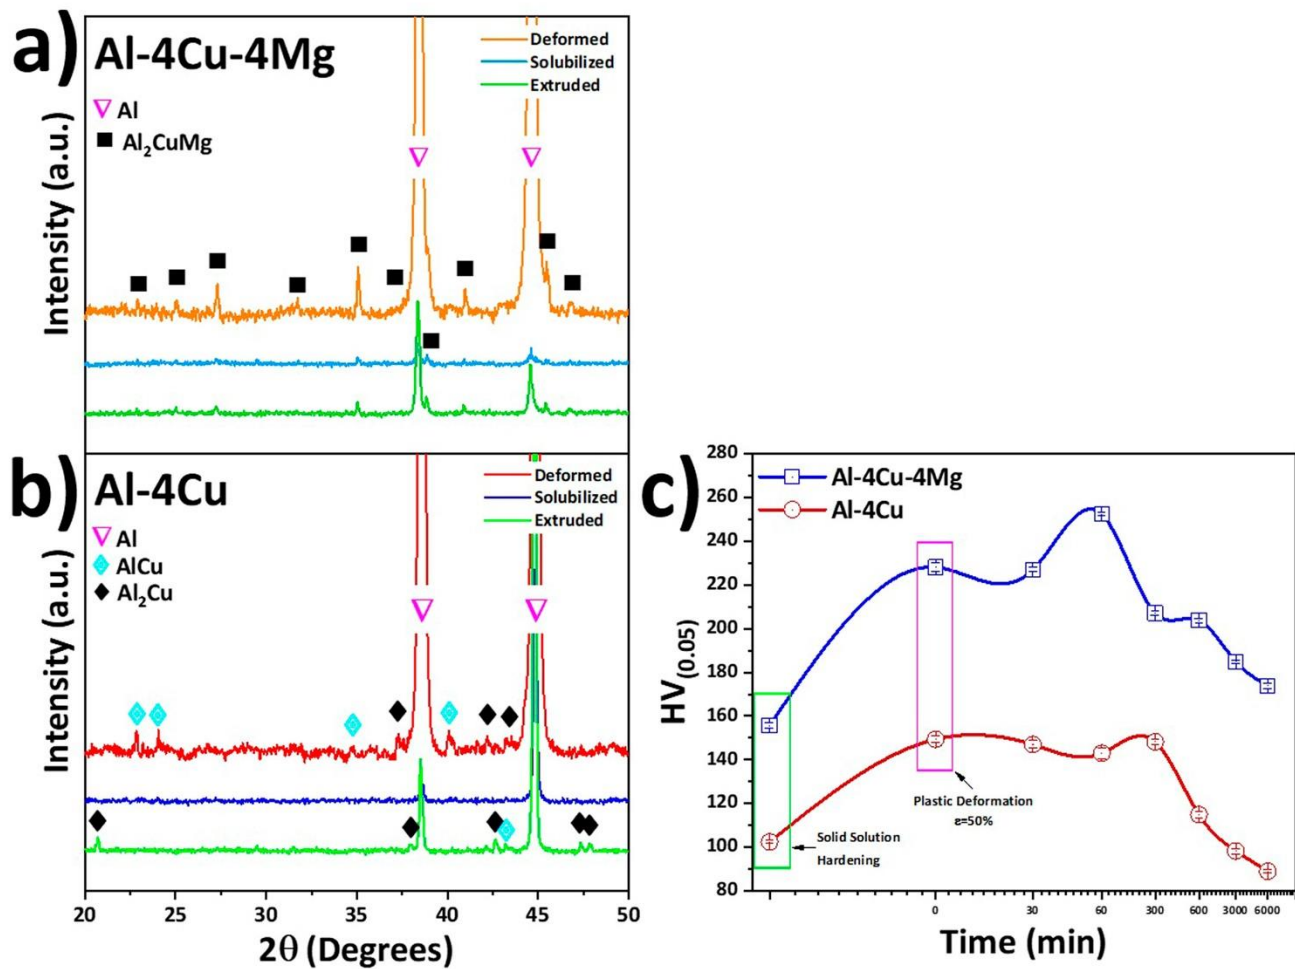 a)
Al-4Cu-4Mg
Deformed
Solubilized
Extruded
Al
Al₂CuMg
Intensity (a.u.)
b)
Al-4Cu
Deformed
Solubilized
Extruded
Al
AlCu
Al₂Cu
Intensity (a.u.)
20 25 30 35 40 45 50
2θ (Degrees)
c)
Al-4Cu-4Mg
Al-4Cu
280
260
240
220
200
180
160
140
120
100
80
HV(0.05)
Plastic Deformation
ε=50%
Solid Solution
Hardening
0 30 60 300 600 3000 6000
Time (min)